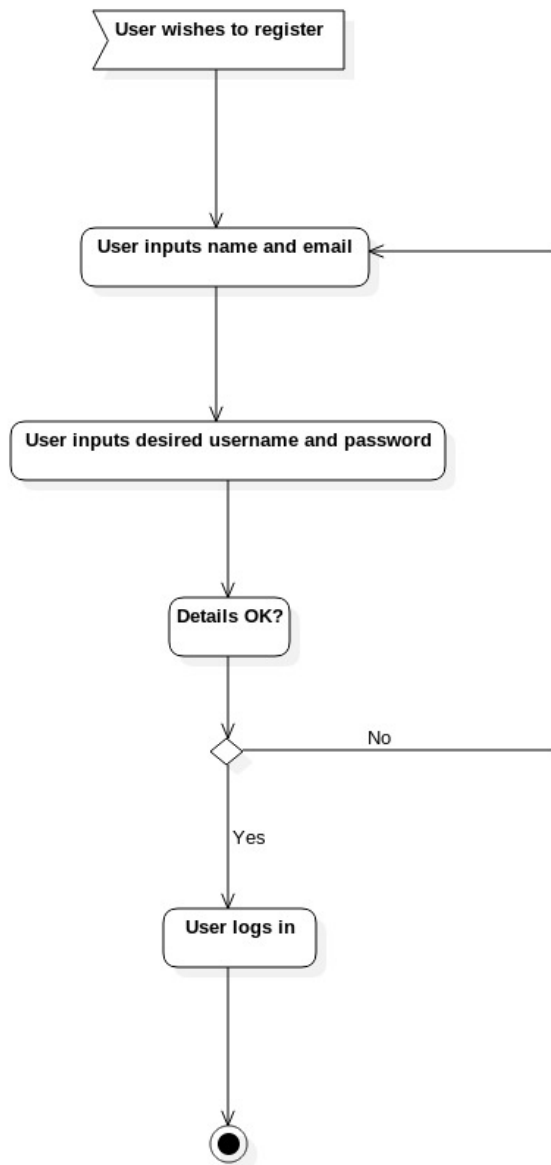 User wishes to register
User inputs name and email
User inputs desired username and password
Details OK?
No
Yes
User logs in